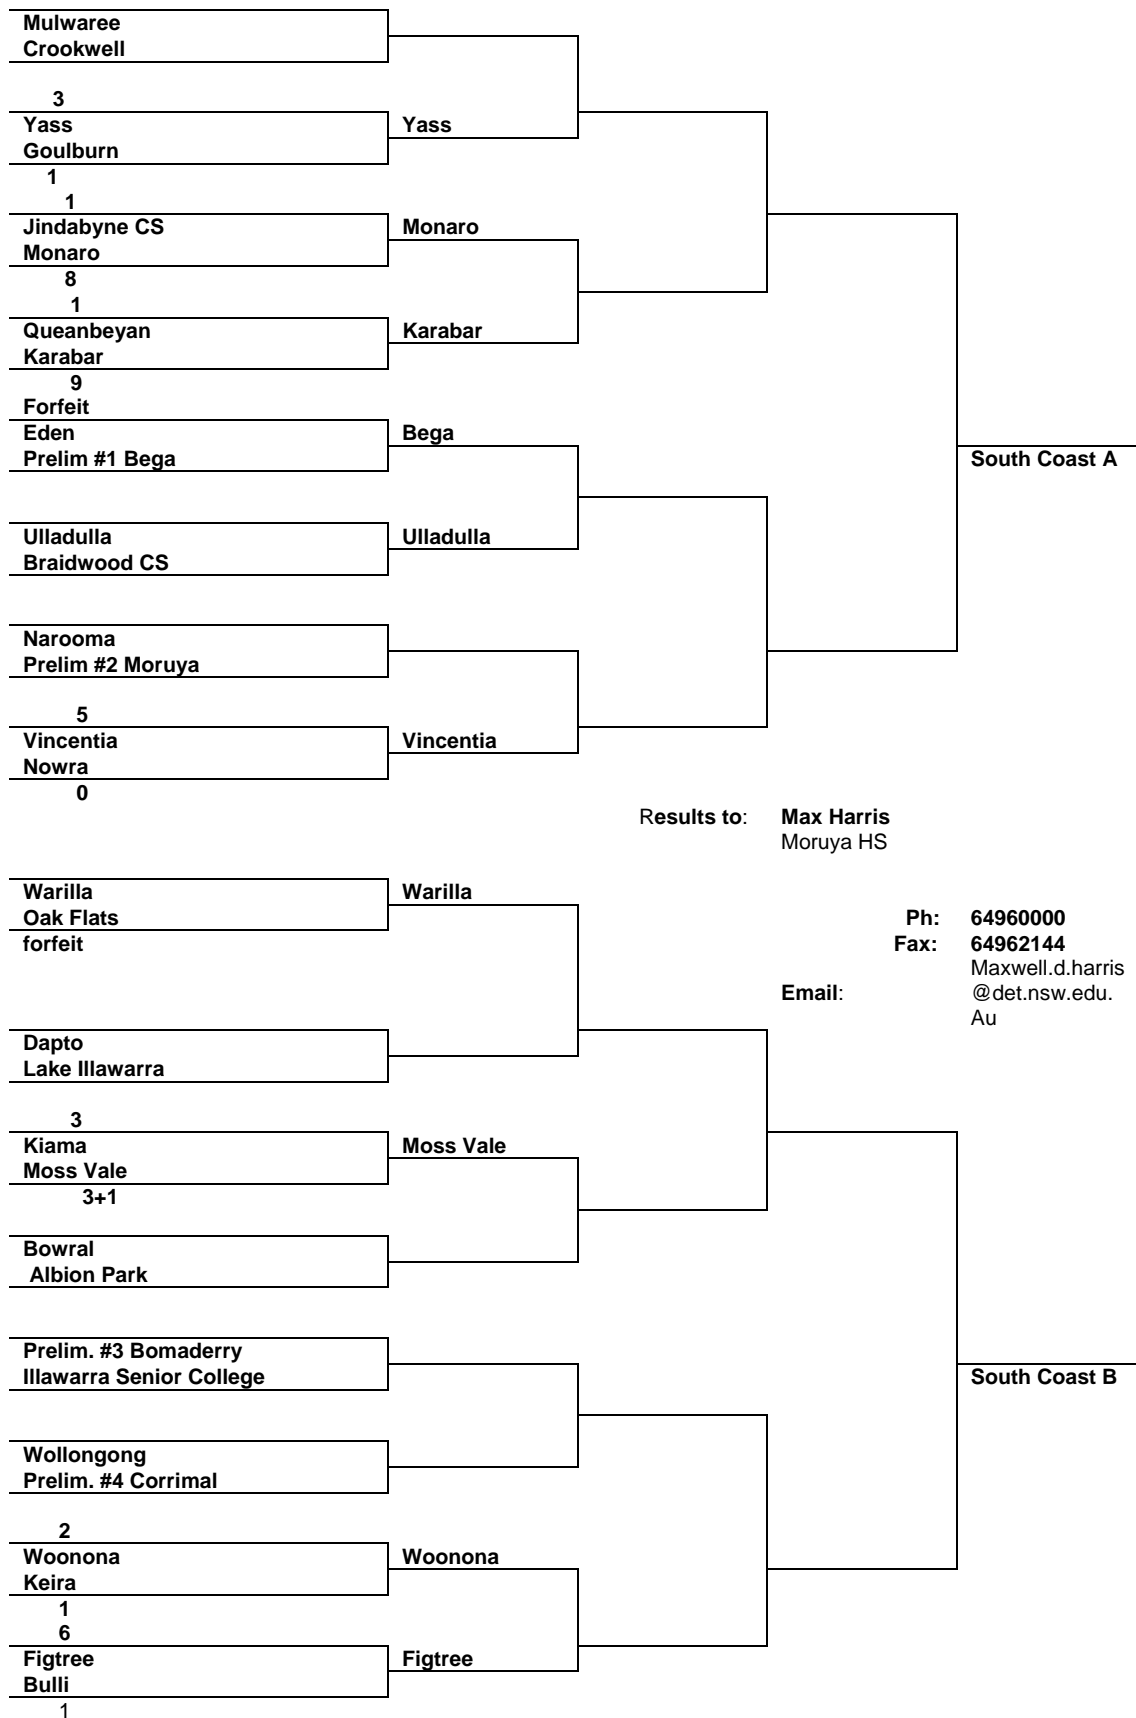 Mulwaree
Crookwell
3
Yass
Yass
Goulburn
1
1
Jindabyne CS
Monaro
Monaro
8
1
Queanbeyan
Karabar
Karabar
9
Forfeit
Eden
Bega
Prelim #1 Bega
South Coast A
Ulladulla
Ulladulla
Braidwood CS
Narooma
Prelim #2 Moruya
5
Vincentia
Vincentia
Nowra
0
Results to: Max Harris
Moruya HS
Warilla
Warilla
Oak Flats
Ph: 64960000
forfeit
Fax: 64962144
Maxwell.d.harris
Email: @det.nsw.edu.
Au
Dapto
Lake Illawarra
3
Kiama
Moss Vale
Moss Vale
3+1
Bowral
Albion Park
Prelim. #3 Bomaderry
Illawarra Senior College
South Coast B
Wollongong
Prelim. #4 Corrimal
2
Woonona
Woonona
Keira
1
6
Figtree
Figtree
Bulli
1